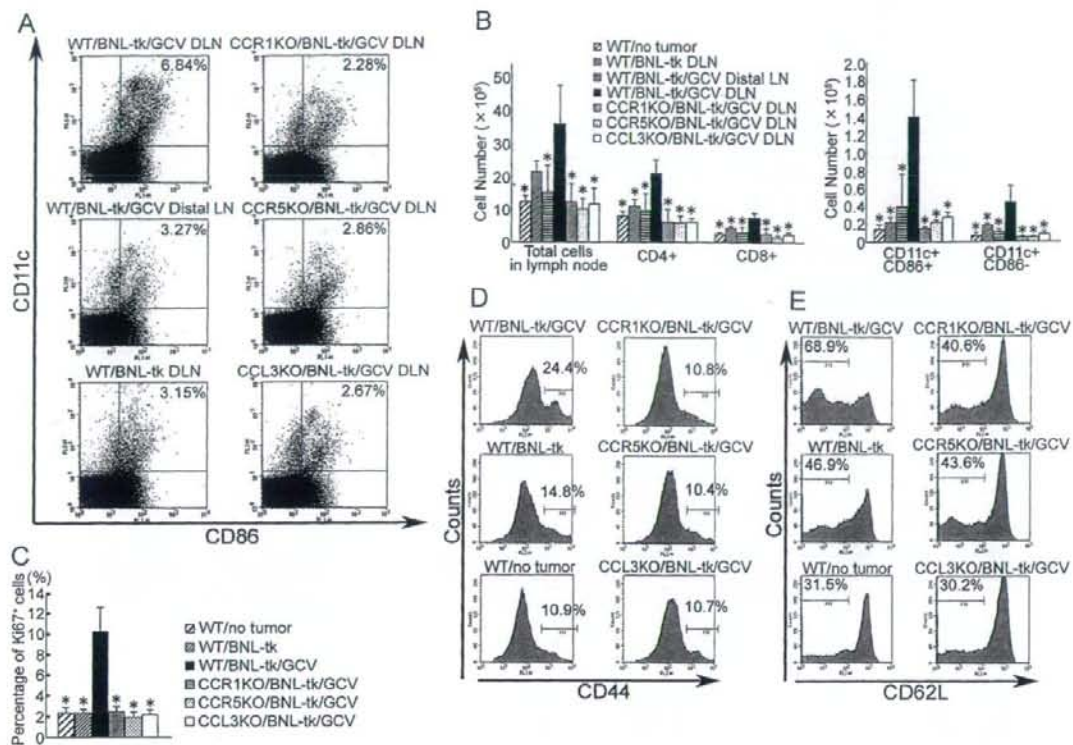 A
WT/BNL-tk/GCV DLN
CCR1KO/BNL-tk/GCV DLN
6.84%
2.28%
WT/BNL-tk/GCV Distal LN
CCR5KO/BNL-tk/GCV DLN
3.27%
2.86%
WT/BNL-tk DLN
CCL3KO/BNL-tk/GCV DLN
3.15%
2.67%
CD11c
CD86
B
WT/no tumor
WT/BNL-tk DLN
WT/BNL-tk/GCV Distal LN
WT/BNL-tk/GCV DLN
CCR1KO/BNL-tk/GCV DLN
CCR5KO/BNL-tk/GCV DLN
CCL3KO/BNL-tk/GCV DLN
50
40
30
20
10
0
Total cells
in lymph node
CD4+
CD8+
2.0
1.8
1.6
1.4
1.2
1.0
0.8
0.6
0.4
0.2
0
CD11c+
CD86+
CD11c+
CD86-
C
Percentage of Ki67+ cells (%)
14
12
10
8
6
4
2
0
WT/no tumor
WT/BNL-tk
WT/BNL-tk/GCV
CCR1KO/BNL-tk/GCV
CCR5KO/BNL-tk/GCV
CCL3KO/BNL-tk/GCV
D
WT/BNL-tk/GCV
CCR1KO/BNL-tk/GCV
24.4%
10.8%
WT/BNL-tk
CCR5KO/BNL-tk/GCV
14.8%
10.4%
WT/no tumor
CCL3KO/BNL-tk/GCV
10.9%
10.7%
Counts
CD44
E
WT/BNL-tk/GCV
CCR1KO/BNL-tk/GCV
68.9%
40.6%
WT/BNL-tk
CCR5KO/BNL-tk/GCV
46.9%
43.6%
WT/no tumor
CCL3KO/BNL-tk/GCV
31.5%
30.2%
Counts
CD62L